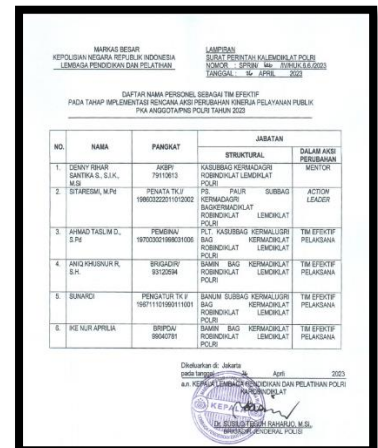 MARKAS BESAR
KEPOLISIAN NEGARA REPUBLIK INDONESIA
LEMBAGA PENDIDIKAN DAN PELATIHAN
LAMPIRAN
SURAT PERINTAH KALEMDIKLAT POLRI
NOMOR : SPRIN/ /IV/HUK.6.6./2023
TANGGAL : APRIL 2023
DAFTAR NAMA PERSONEL SEBAGAI TIM EFEKTIF
PADA TAHAP IMPLEMENTASI RENCANA AKSI PERUBAHAN KINERJA PELAYANAN PUBLIK
PKA ANGGOTA/PNS POLRI TAHUN 2023
NO. NAMA PANGKAT JABATAN
STRUKTURAL DALAM AKSI PERUBAHAN
1. DENNY RIHAR AKBP/ KASUBBAG KERMADAGRI MENTOR
SANTIKA S., S.I.K., 79110613 ROBINDIKLAT LEMDIKLAT
M.SI POLRI
2. SITARESMI, M.Pd PENATA TK.I/ PS. PAUR SUBBAG ACTION
198603222011012002 KERMADAGRI LEADER
BAGKERMADIKLAT
ROBINDIKLAT LEMDIKLAT
POLRI
3. AHMAD TASLIM D., PEMBINA/ PLT. KASUBBAG KERMALUGRI TIM EFEKTIF
S.Pd 197003021998031006 BAG KERMADIKLAT PELAKSANA
ROBINDIKLAT LEMDIKLAT
POLRI
4. ANIQ KHUSNUR R, BRIGADIR/ BAMIN BAG KERMADIKLAT TIM EFEKTIF
S.H. 93120594 ROBINDIKLAT LEMDIKLAT PELAKSANA
POLRI
5. SUNARDI PENGATUR TK I/ BANUM SUBBAG KERMALUGRI TIM EFEKTIF
196711101990111001 BAG KERMADIKLAT PELAKSANA
ROBINDIKLAT LEMDIKLAT
POLRI
6. IKE NUR APRILIA BRIPDA/ BAMIN BAG KERMADIKLAT TIM EFEKTIF
99040781 ROBINDIKLAT LEMDIKLAT PELAKSANA
POLRI
Dikeluarkan di: Jakarta
pada tanggal April 2023
a.n. KEPALA LEMBAGA PENDIDIKAN DAN PELATIHAN POLRI
KAROBINDIKLAT
KEPALA
Dr. SUSILO TEGUH RAHARJO, M.SI.
BRIGADIR JENDERAL POLISI